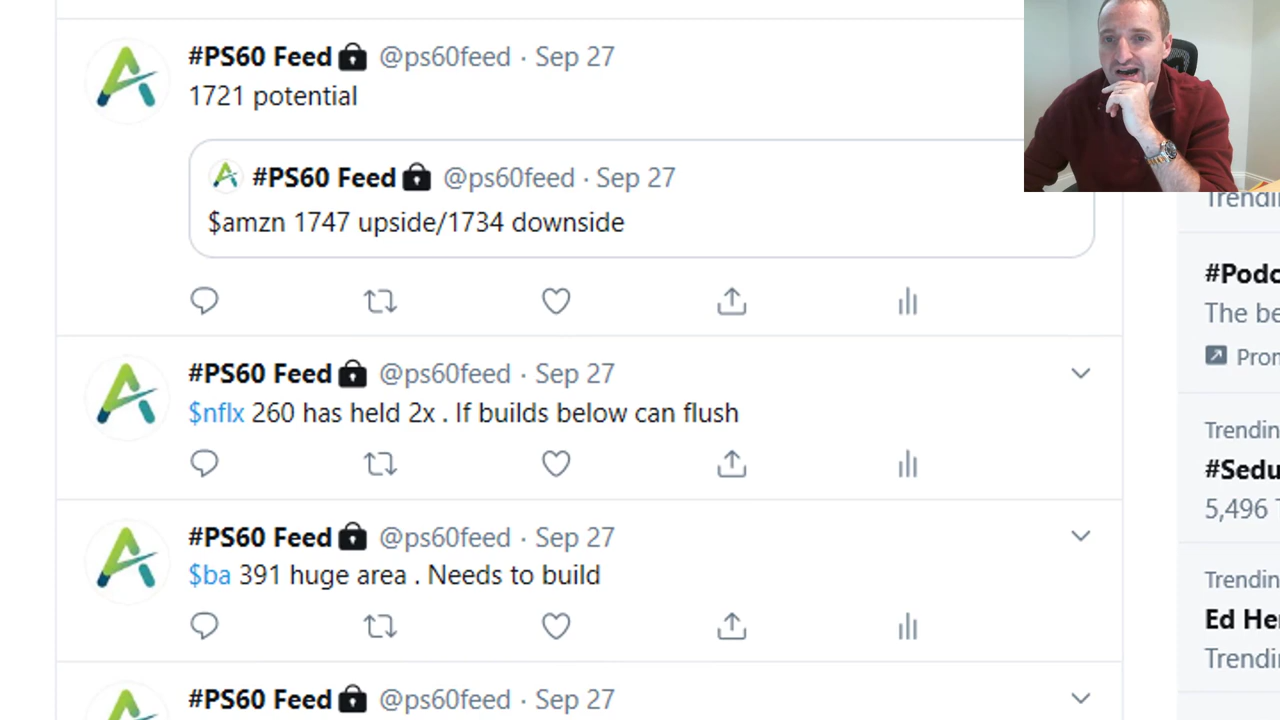 #PS60 Feed @ps60feed · Sep 27
1721 potential
#PS60 Feed @ps60feed · Sep 27
$amzn 1747 upside/1734 downside
#PS60 Feed @ps60feed · Sep 27
$nflx 260 has held 2x . If builds below can flush
#PS60 Feed @ps60feed · Sep 27
$ba 391 huge area . Needs to build
#PS60 Feed @ps60feed · Sep 27
#Podc
The be
Prom
Trendin
#Sedu
5,496
Trendin
Ed He
Trendi